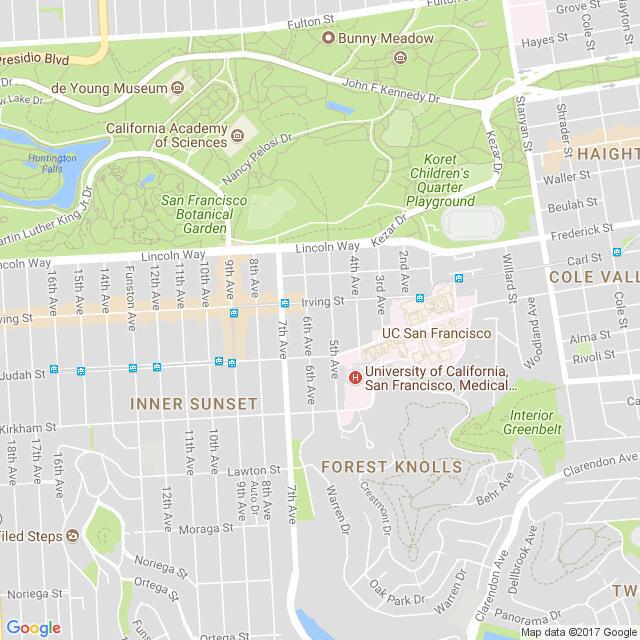 Fulton St
Grove St
Cole St
Hayes St
Bunny Meadow
Presidio Blvd
John F Kennedy Dr
de Young Museum
Stanyan St
Shrader St
California Academy
of Sciences
Nancy Pelosi Dr
Kezar Dr
HAIGHT
Huntington
Falls
Koret
Children's
Quarter
Playground
Waller St
San Francisco
Botanical
Garden
Beulah St
Martin Luther King Jr Dr
Kezar Dr
Frederick St
Lincoln Way
Lincoln Way
Carl St
16th Ave
15th Ave
14th Ave
Funston Ave
12th Ave
11th Ave
10th Ave
9th Ave
8th Ave
4th Ave
3rd Ave
2nd Ave
Willard St
Cole St
COLE VALL
Irving St
Woodland Ave
UC San Francisco
7th Ave
6th Ave
5th Ave
Alma St
Rivoli St
Judah St
6th Ave
University of California,
San Francisco, Medical...
INNER SUNSET
Interior
Greenbelt
Kirkham St
18th Ave
17th Ave
16th Ave
11th Ave
10th Ave
Lawton St
FOREST KNOLLS
Clarendon Ave
12th Ave
9th Ave
Auto Dr
8th Ave
7th Ave
Warren Dr
Crestmont Dr
Behr Ave
Moraga St
Tiled Steps
Noriega St
Clarendon Ave
Dellbrook Ave
Ortega St
Oak Park Dr
Warren Dr
TW
Noriega St
Ortega St
Panorama Dr
Google
Map data ©2017 Google